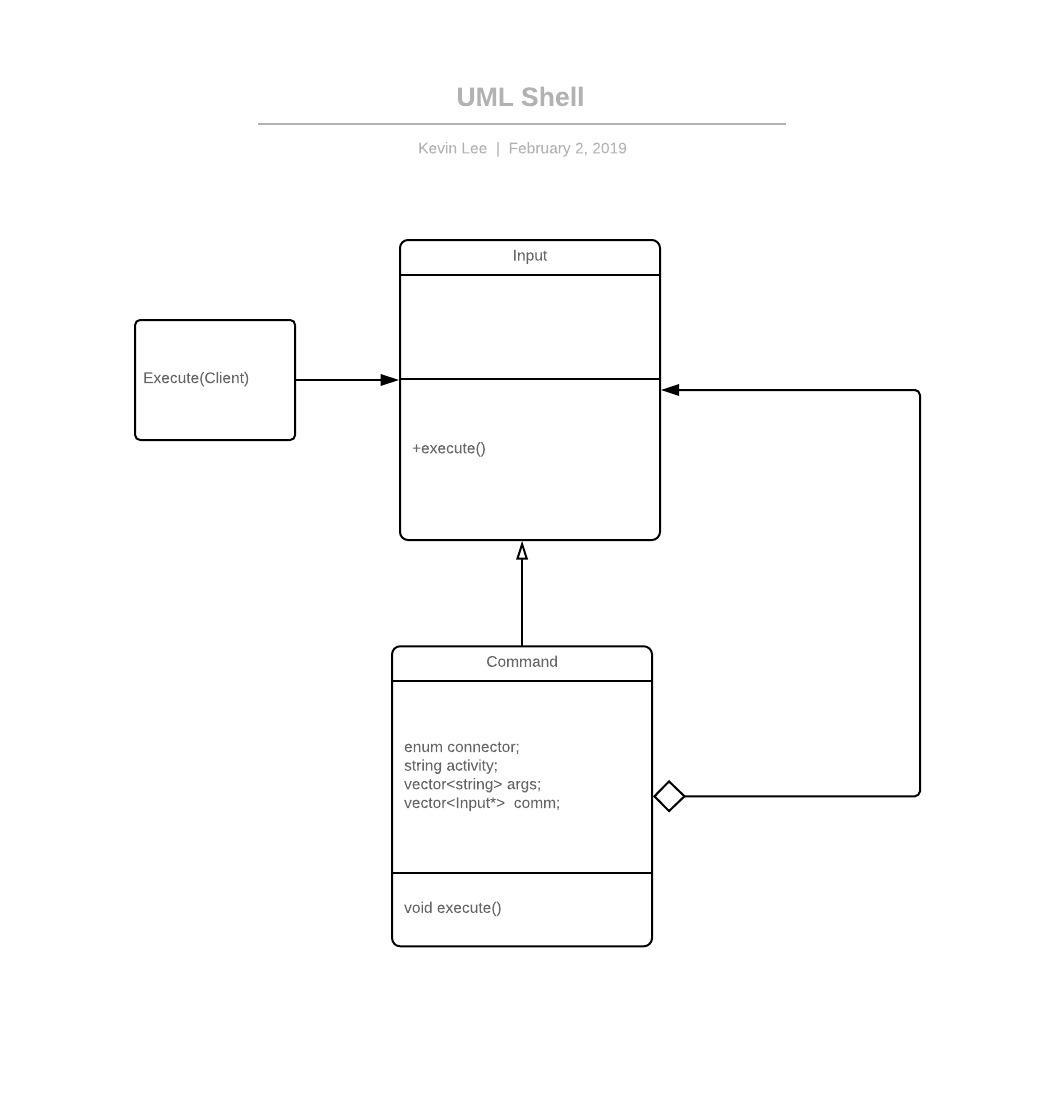 UML Shell
Kevin Lee | February 2, 2019
Input
Execute(Client)
+execute()
Command
enum connector;
string activity;
vector<string> args;
vector<Input*>  comm;
void execute()